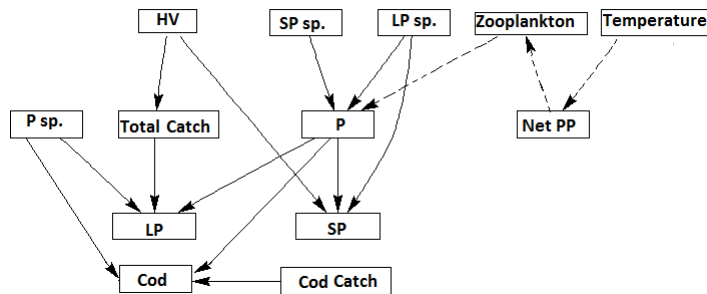 HV
SP sp.
LP sp.
Zooplankton
Temperature
P sp.
Total Catch
P
Net PP
LP
SP
Cod
Cod Catch